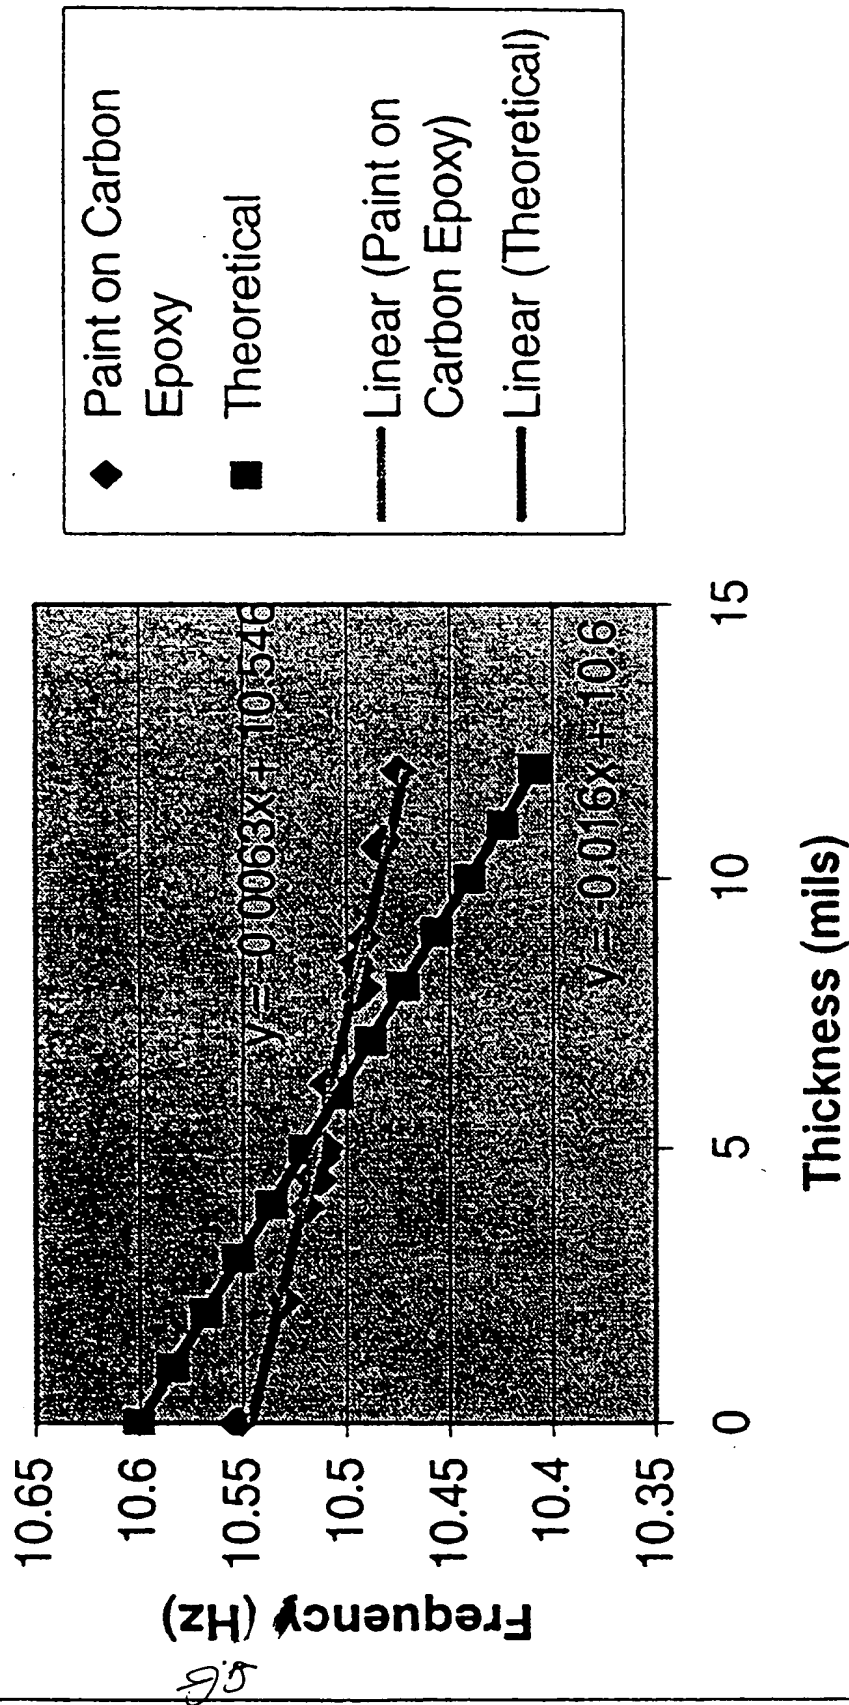 Frequency (Hz)
10.65
10.6
10.55
10.5
10.45
10.4
10.35
y = -0.0063x + 10.546
y = -0.016x + 10.6
0
5
10
15
Thickness (mils)
Paint on Carbon
Epoxy
Theoretical
Linear (Paint on
Carbon Epoxy)
Linear (Theoretical)